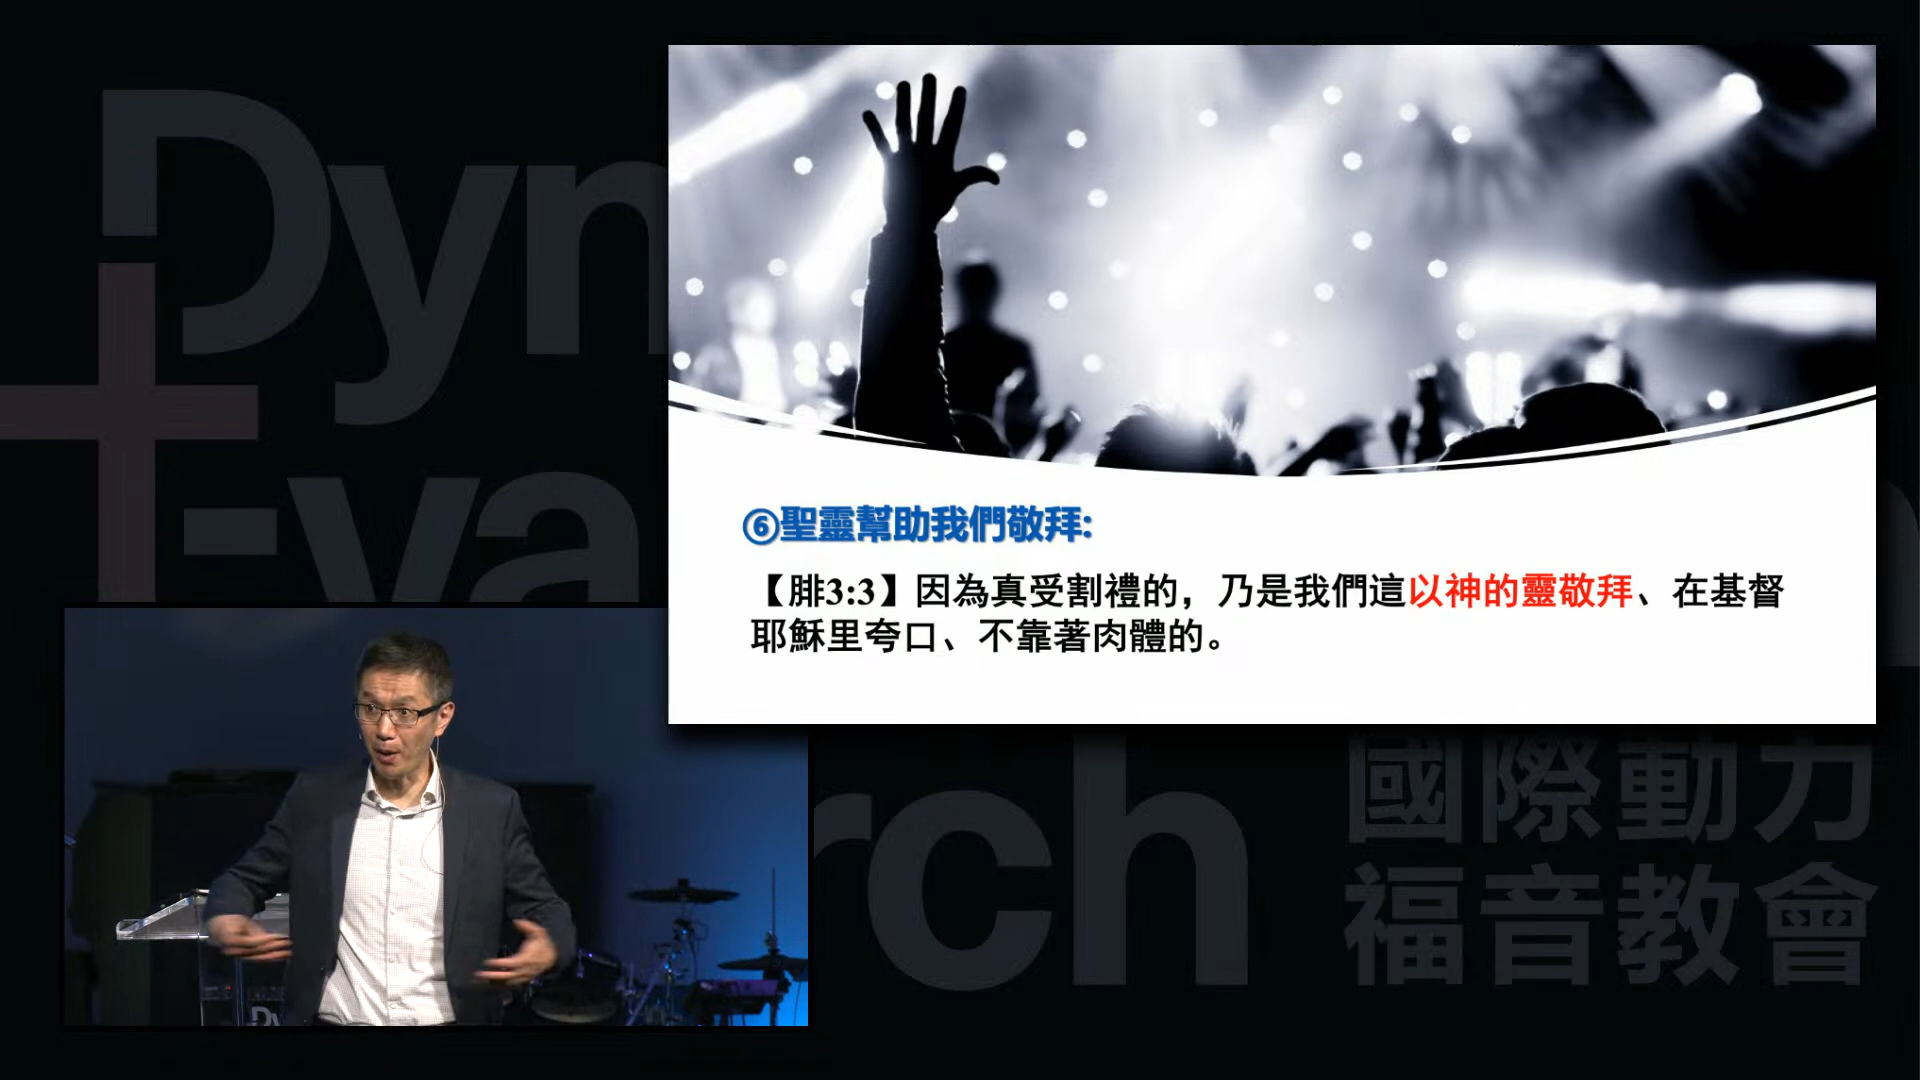 ⑥聖靈幫助我們敬拜:
【腓3:3】因為真受割禮的，乃是我們這以神的靈敬拜、在基督
耶穌里夸口、不靠著肉體的。
Dyn
Eva
rch
國際動力
福音教會